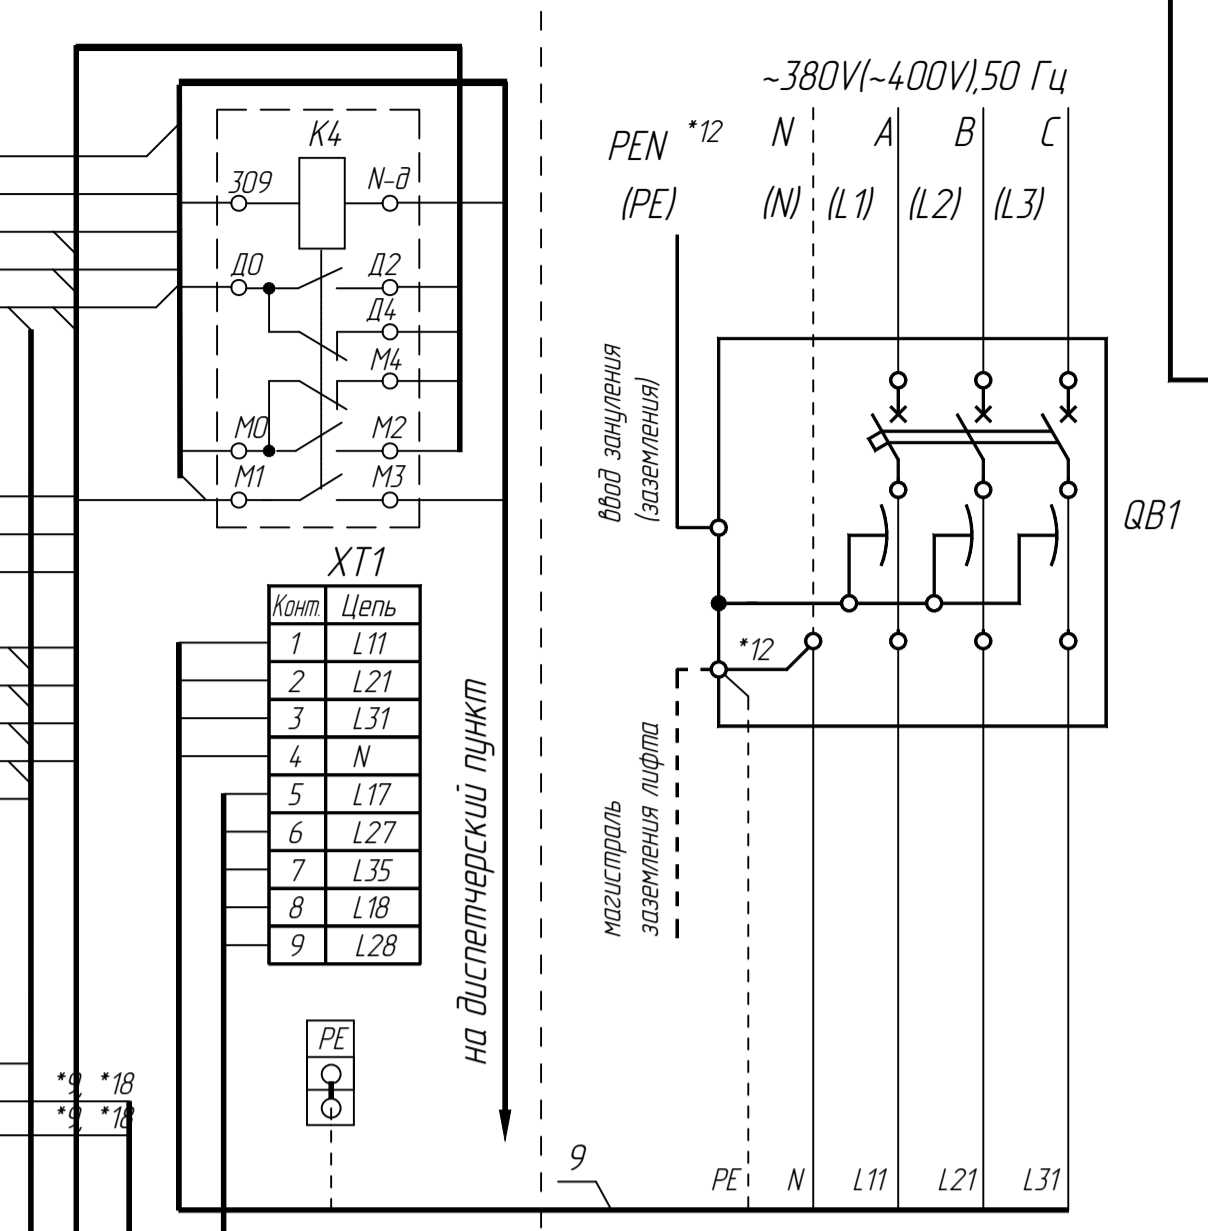 ~380V(~400V),50 Гц
PEN *12 N A B C
(PE) (N) (L1) (L2) (L3)
K4
309 N-д
Д0 Д2
Д4
М4
М0 М2
М1 М3
ввод зануления
(заземления)
QB1
*12
магистраль
заземления лифта
XT1
Конт. Цепь
1 L11
2 L21
3 L31
4 N
5 L17
6 L27
7 L35
8 L18
9 L28
на диспетчерский пункт
PE
*9, *18
*9, *18
9
PE N L11 L21 L31